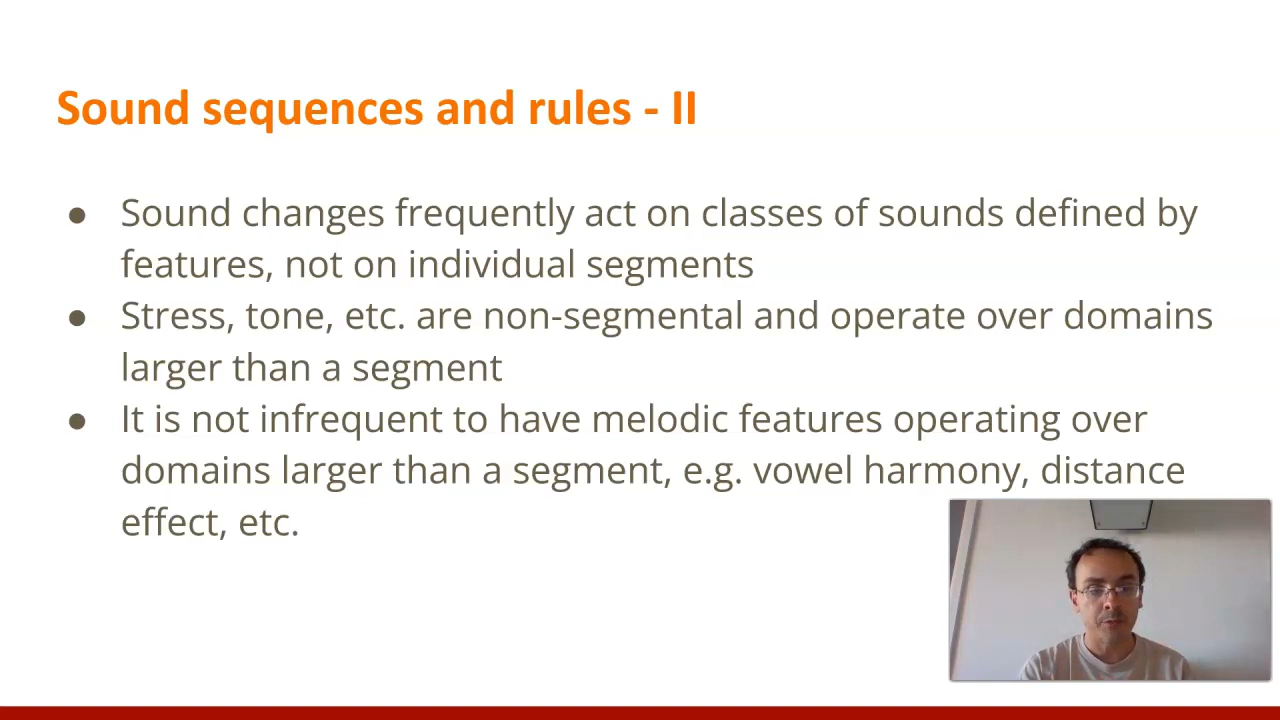 Sound sequences and rules - II
● Sound changes frequently act on classes of sounds defined by
features, not on individual segments
● Stress, tone, etc. are non-segmental and operate over domains
larger than a segment
● It is not infrequent to have melodic features operating over
domains larger than a segment, e.g. vowel harmony, distance
effect, etc.